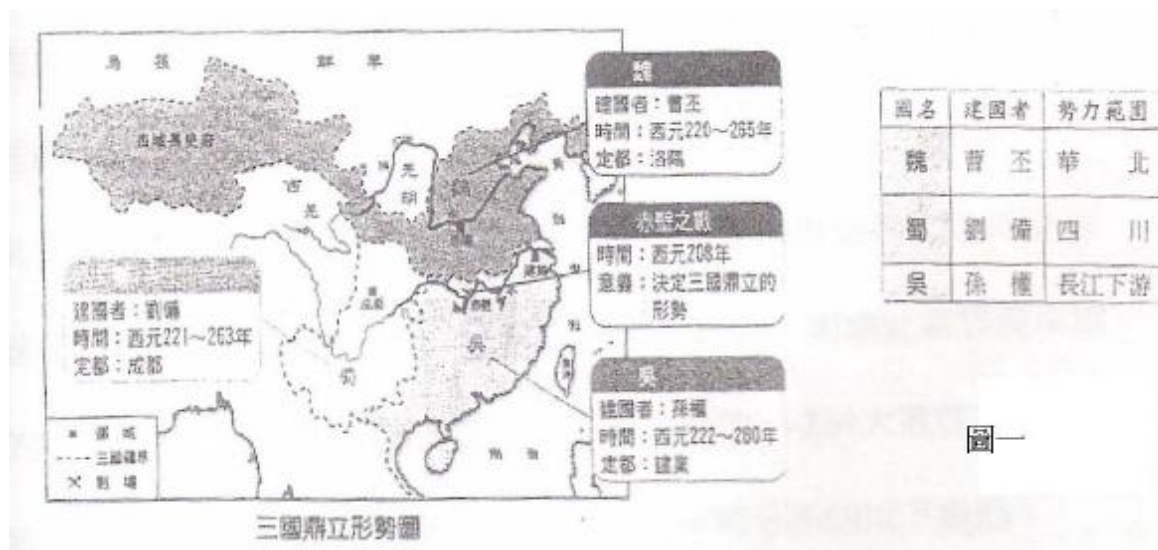 烏孫
鮮卑
西域長史府
西羌
羌胡
魏
建國者：曹丕
時間：西元220～265年
定都：洛陽
赤壁之戰
時間：西元208年
意義：決定三國鼎立的
形勢
建國者：劉備
時間：西元221～263年
定都：成都
成都
建業
赤壁
蜀
吳
吳
建國者：孫權
時間：西元222～280年
定都：建業
都城
三國疆界
戰場
三國鼎立形勢圖
國名 建國者 勢力範圍
魏 曹丕 華北
蜀 劉備 四川
吳 孫權 長江下游
圖一